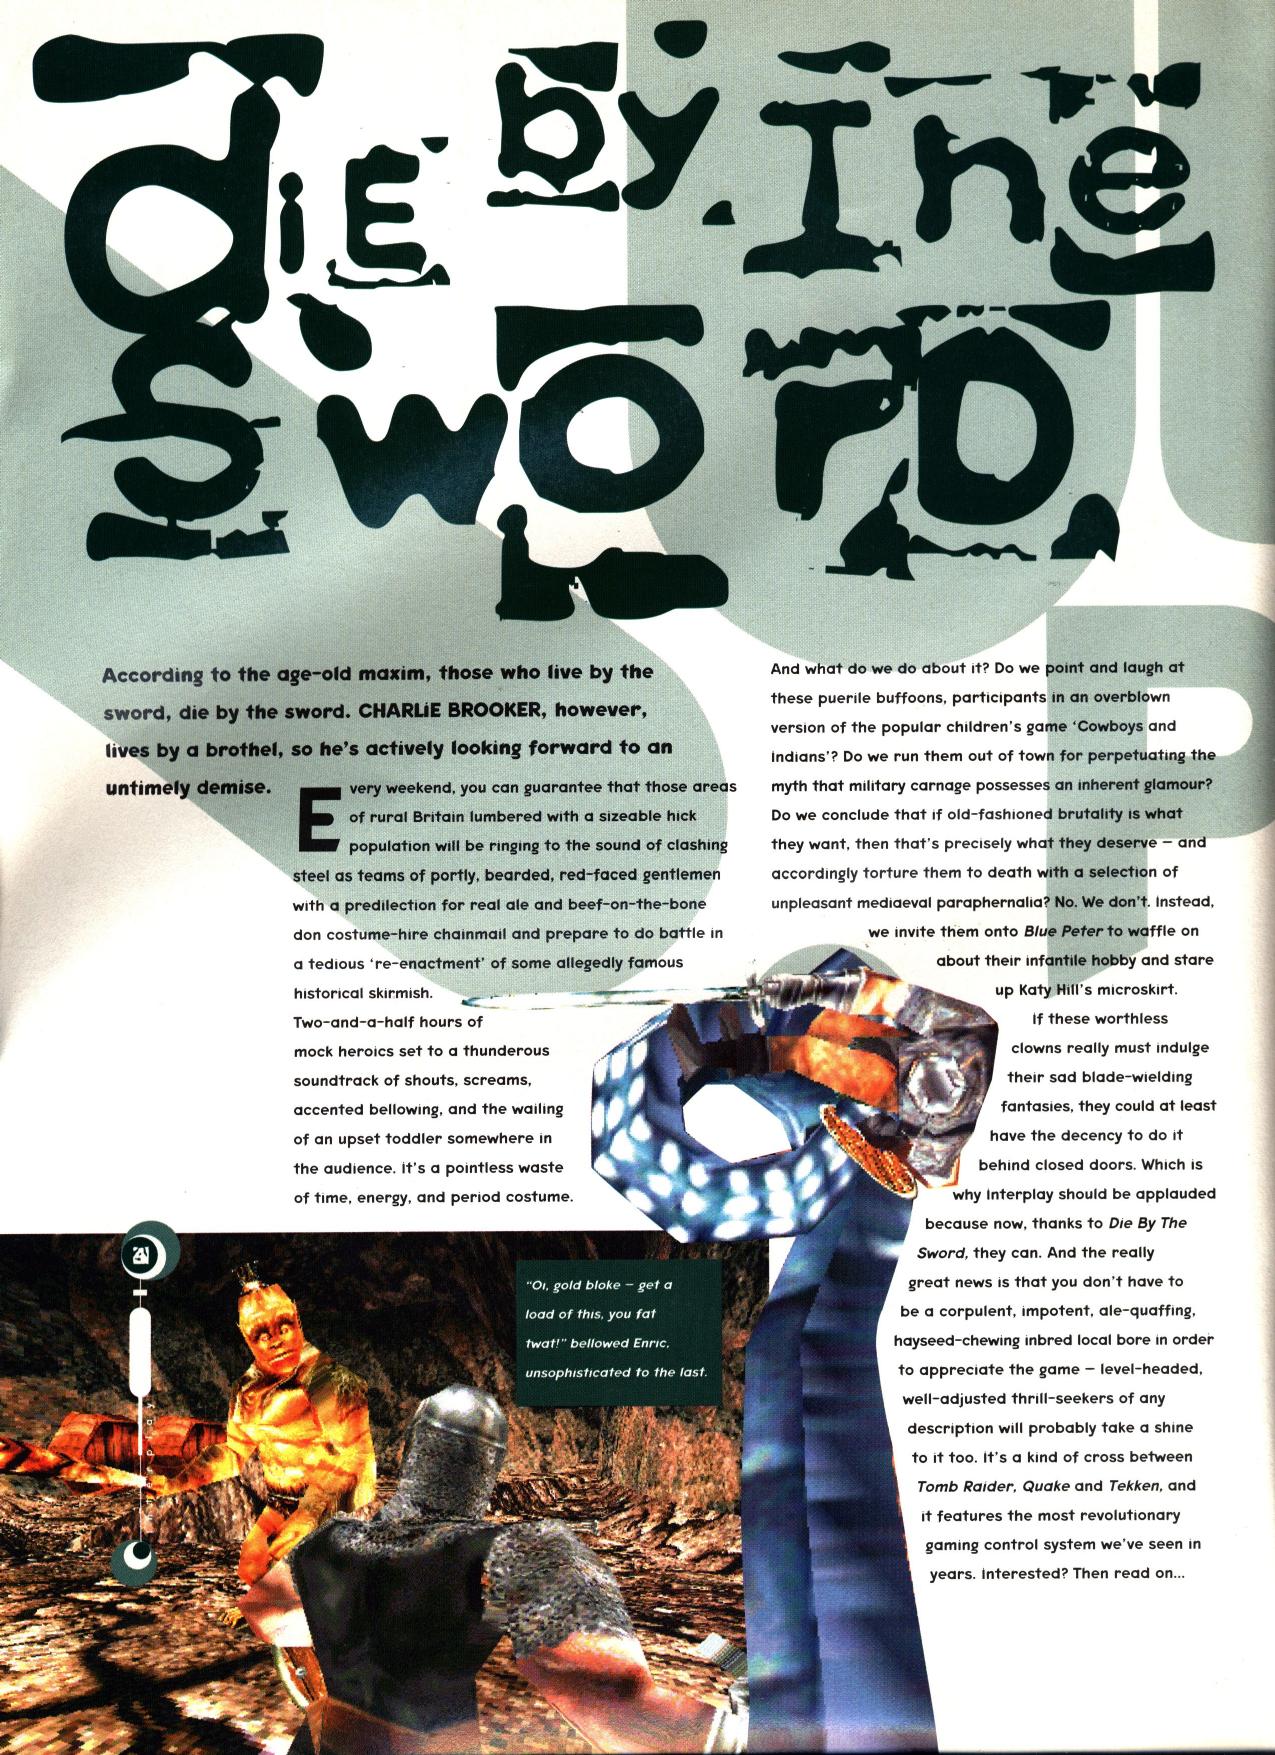 diE by The
sworD
According to the age-old maxim, those who live by the
sword, die by the sword. CHARLiE BROOKER, however,
lives by a brothel, so he's actively looking forward to an
untimely demise.
Every weekend, you can guarantee that those areas
of rural Britain lumbered with a sizeable hick
population will be ringing to the sound of clashing
steel as teams of portly, bearded, red-faced gentlemen
with a predilection for real ale and beef-on-the-bone
don costume-hire chainmail and prepare to do battle in
a tedious 're-enactment' of some allegedly famous
historical skirmish.
Two-and-a-half hours of
mock heroics set to a thunderous
soundtrack of shouts, screams,
accented bellowing, and the wailing
of an upset toddler somewhere in
the audience. It's a pointless waste
of time, energy, and period costume.
And what do we do about it? Do we point and laugh at
these puerile buffoons, participants in an overblown
version of the popular children's game 'Cowboys and
Indians'? Do we run them out of town for perpetuating the
myth that military carnage possesses an inherent glamour?
Do we conclude that if old-fashioned brutality is what
they want, then that's precisely what they deserve – and
accordingly torture them to death with a selection of
unpleasant mediaeval paraphernalia? No. We don't. Instead,
we invite them onto Blue Peter to waffle on
about their infantile hobby and stare
up Katy Hill's microskirt.
If these worthless
clowns really must indulge
their sad blade-wielding
fantasies, they could at least
have the decency to do it
behind closed doors. Which is
why Interplay should be applauded
because now, thanks to Die By The
Sword, they can. And the really
great news is that you don't have to
be a corpulent, impotent, ale-quaffing,
hayseed-chewing inbred local bore in order
to appreciate the game – level-headed,
well-adjusted thrill-seekers of any
description will probably take a shine
to it too. It's a kind of cross between
Tomb Raider, Quake and Tekken, and
it features the most revolutionary
gaming control system we've seen in
years. Interested? Then read on...
"Oi, gold bloke – get a
load of this, you fat
twat!" bellowed Enric,
unsophisticated to the last.